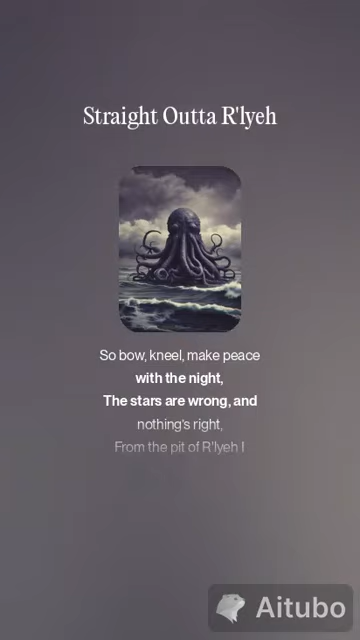 Straight Outta R'lyeh
So bow, kneel, make peace
with the night,
The stars are wrong, and
nothing's right,
From the pit of R'lyeh I
Aitubo